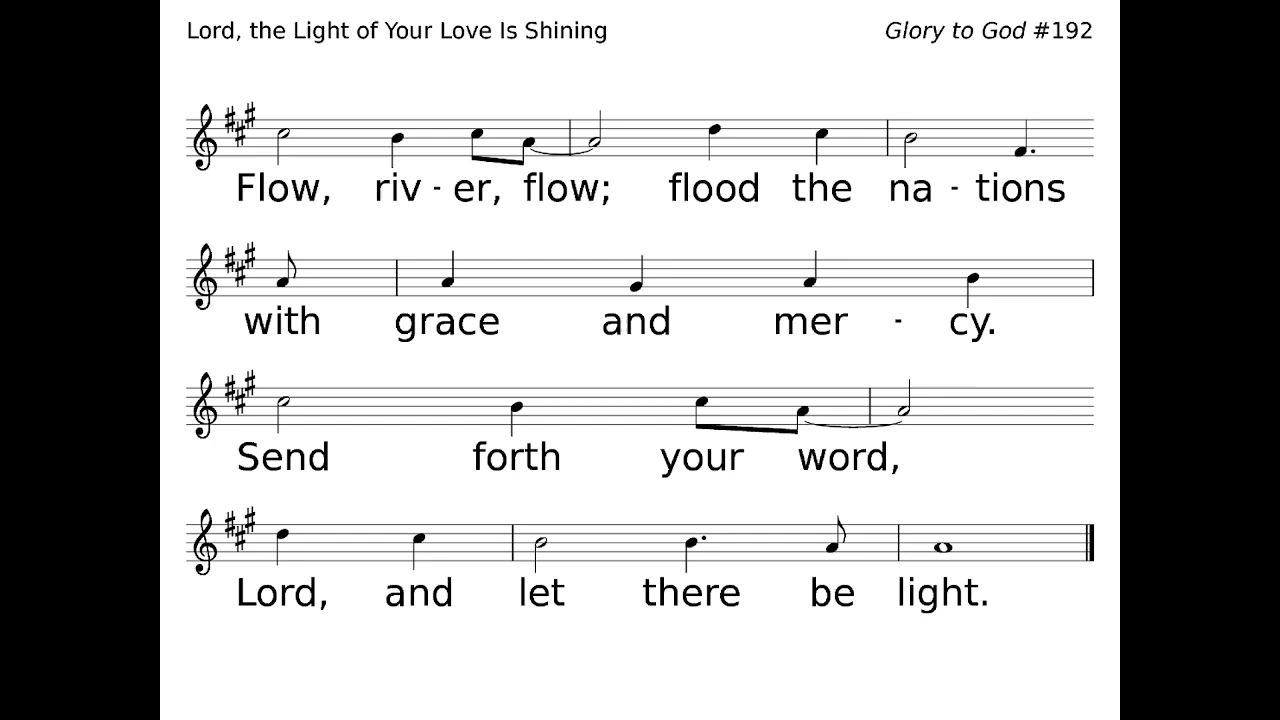 Lord, the Light of Your Love Is Shining Glory to God #192
Flow, riv - er, flow; flood the na - tions
with grace and mer - cy.
Send forth your word,
Lord, and let there be light.